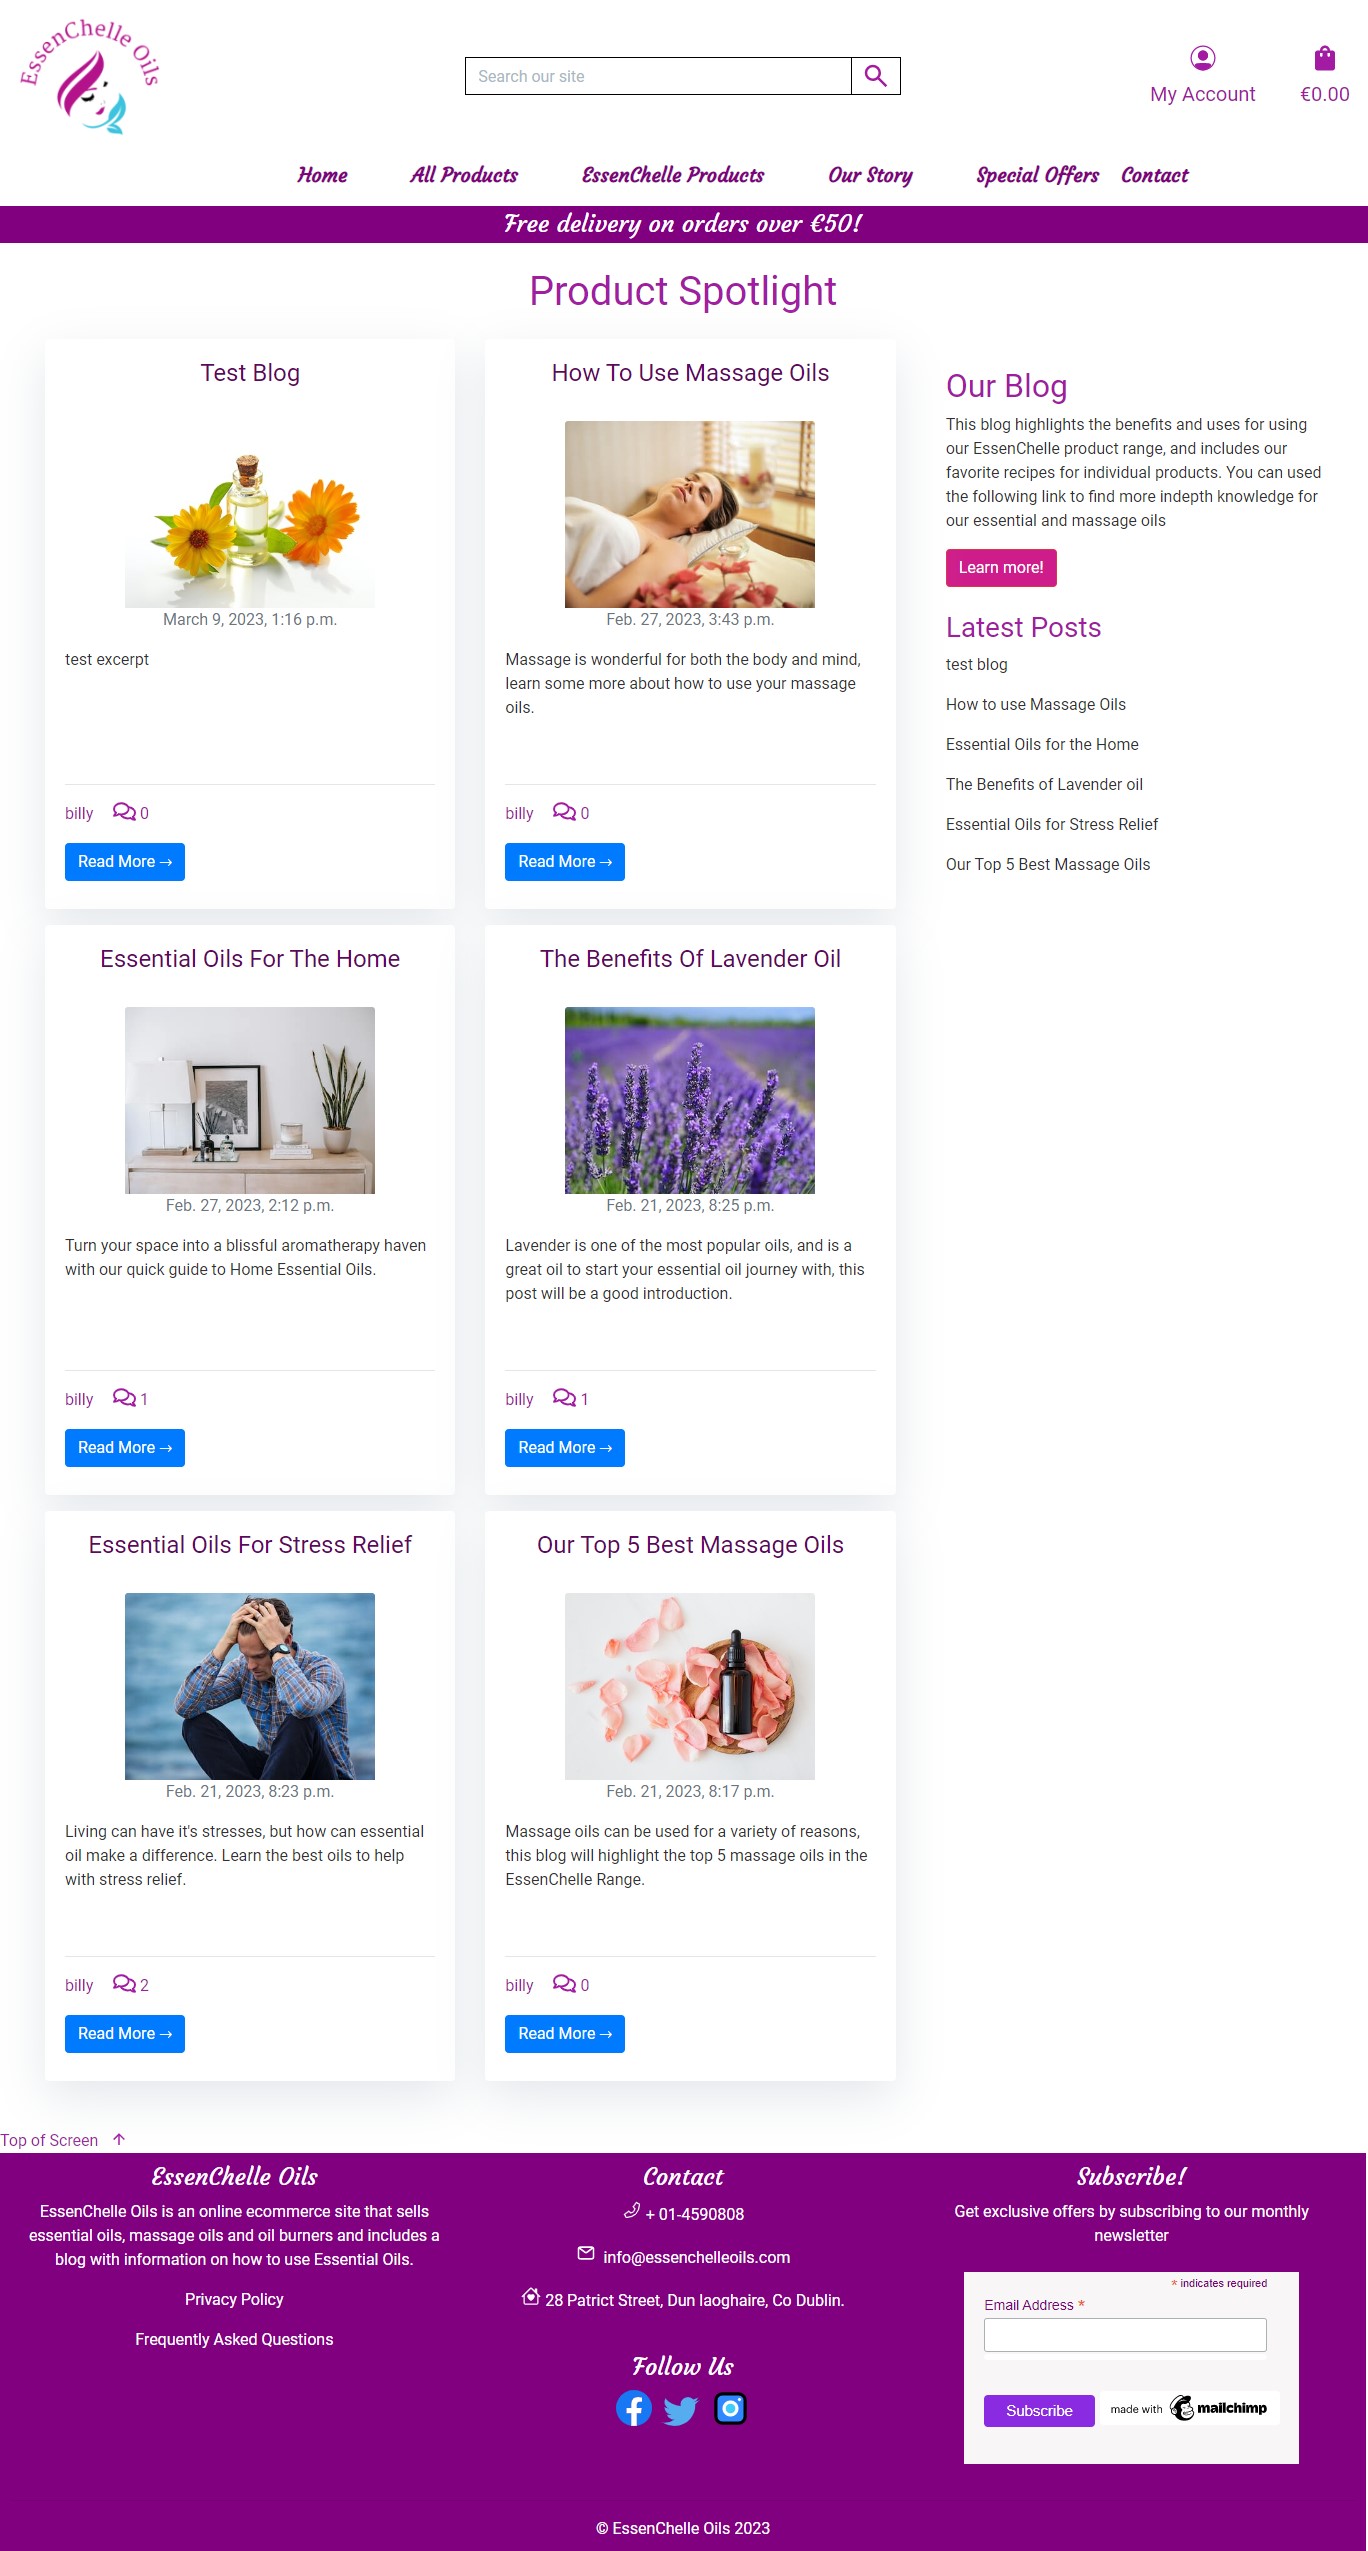 EssenChelle Oils
Search our site
My Account
€0.00
Home All Products EssenChelle Products Our Story Special Offers Contact
Free delivery on orders over €50!
Product Spotlight
Test Blog
March 9, 2023, 1:16 p.m.
test excerpt
billy 0
Read More →
How To Use Massage Oils
Feb. 27, 2023, 3:43 p.m.
Massage is wonderful for both the body and mind,
learn some more about how to use your massage
oils.
billy 0
Read More →
Our Blog
This blog highlights the benefits and uses for using
our EssenChelle product range, and includes our
favorite recipes for individual products. You can used
the following link to find more indepth knowledge for
our essential and massage oils
Learn more!
Latest Posts
test blog
How to use Massage Oils
Essential Oils for the Home
The Benefits of Lavender oil
Essential Oils for Stress Relief
Our Top 5 Best Massage Oils
Essential Oils For The Home
Feb. 27, 2023, 2:12 p.m.
Turn your space into a blissful aromatherapy haven
with our quick guide to Home Essential Oils.
billy 1
Read More →
The Benefits Of Lavender Oil
Feb. 21, 2023, 8:25 p.m.
Lavender is one of the most popular oils, and is a
great oil to start your essential oil journey with, this
post will be a good introduction.
billy 1
Read More →
Essential Oils For Stress Relief
Feb. 21, 2023, 8:23 p.m.
Living can have it's stresses, but how can essential
oil make a difference. Learn the best oils to help
with stress relief.
billy 2
Read More →
Our Top 5 Best Massage Oils
Feb. 21, 2023, 8:17 p.m.
Massage oils can be used for a variety of reasons,
this blog will highlight the top 5 massage oils in the
EssenChelle Range.
billy 0
Read More →
Top of Screen ↑
EssenChelle Oils
EssenChelle Oils is an online ecommerce site that sells
essential oils, massage oils and oil burners and includes a
blog with information on how to use Essential Oils.
Privacy Policy
Frequently Asked Questions
Contact
+ 01-4590808
info@essenchelleoils.com
28 Patrict Street, Dun laoghaire, Co Dublin.
Follow Us
Subscribe!
Get exclusive offers by subscribing to our monthly
newsletter
* indicates required
Email Address *
Subscribe
made with mailchimp
© EssenChelle Oils 2023